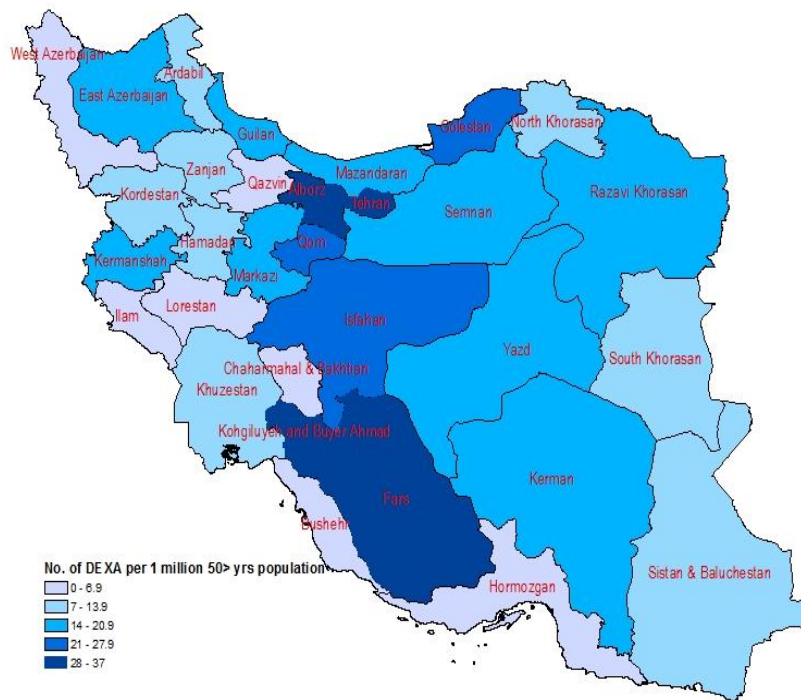 West Azerbaijan
Ardabil
East Azerbaijan
Guilan
Golestan
North Khorasan
Zanjan
Mazandaran
Qazvin
Kordestan
Alborz
Tehran
Semnan
Razavi Khorasan
Hamadan
Qom
Kermanshah
Markazi
Lorestan
Ilam
Isfahan
Yazd
South Khorasan
Chaharmahal & Bakhtiari
Khuzestan
Kohgiluyeh and Buyer Ahmad
Kerman
Fars
Bushehr
Sistan & Baluchestan
Hormozgan
No. of DEXA per 1 million 50> yrs population
0 - 6.9
7 - 13.9
14 - 20.9
21 - 27.9
28 - 37